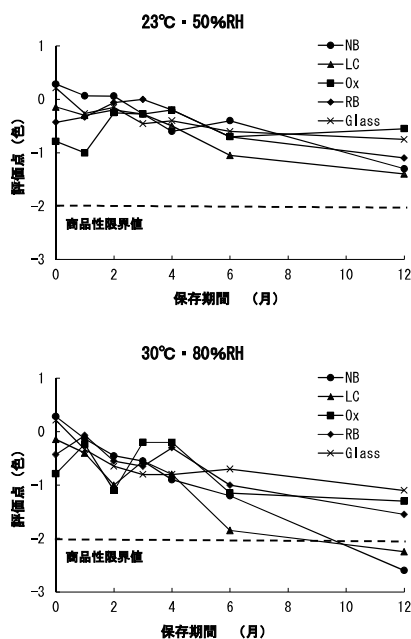 23℃・50%RH
1
0
-1
-2
-3
評価点（色）
NB
LC
Ox
RB
Glass
商品性限界値
0 2 4 6 8 10 12
保存期間 （月）
30℃・80%RH
1
0
-1
-2
-3
評価点（色）
NB
LC
Ox
RB
Glass
商品性限界値
0 2 4 6 8 10 12
保存期間 （月）